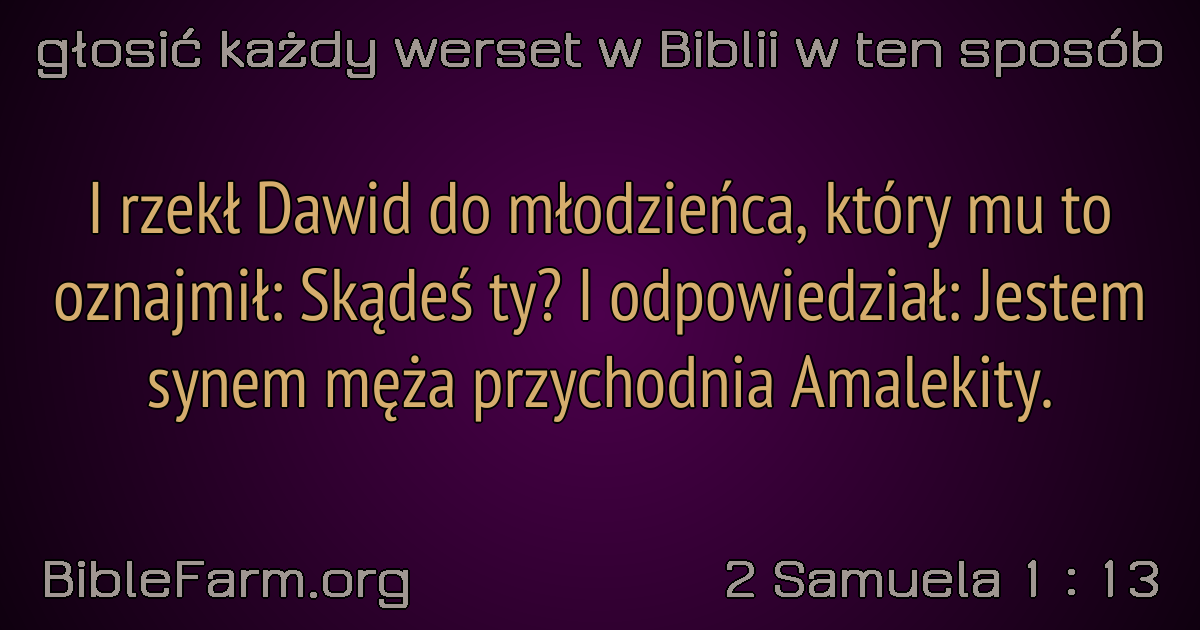 głosić każdy werset w Biblii w ten sposób
I rzekł Dawid do młodzieńca, który mu to
oznajmił: Skądeś ty? I odpowiedział: Jestem
synem męża przychodnia Amalekity.
BibleFarm.org
2 Samuela 1 : 13